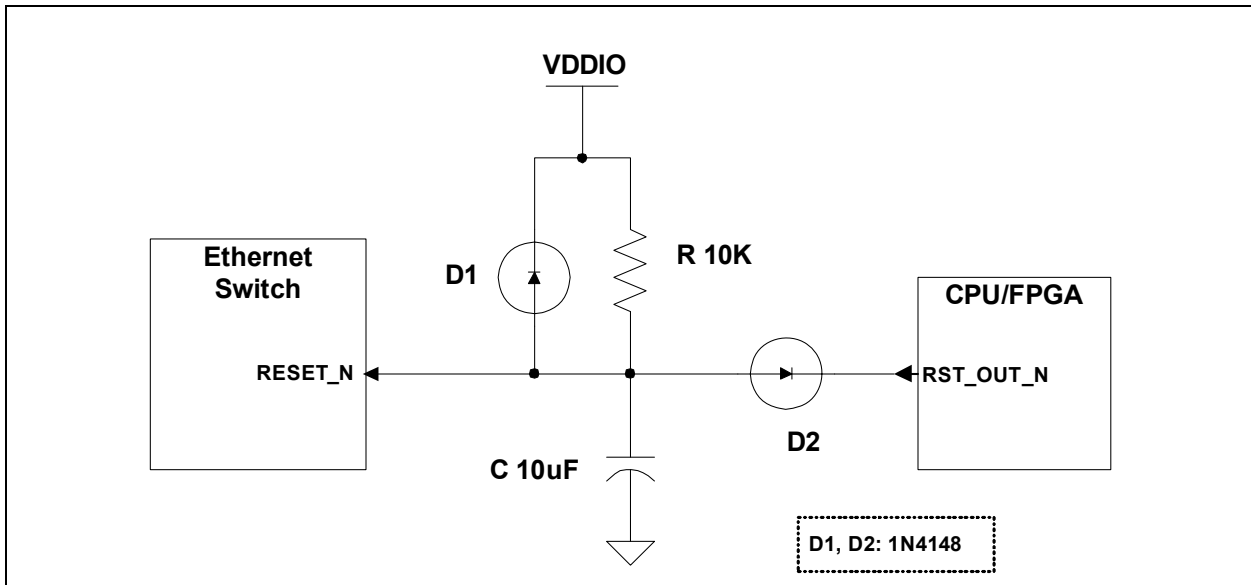 VDDIO
Ethernet
Switch
D1
R 10K
CPU/FPGA
RESET_N
RST_OUT_N
D2
C 10uF
D1, D2: 1N4148